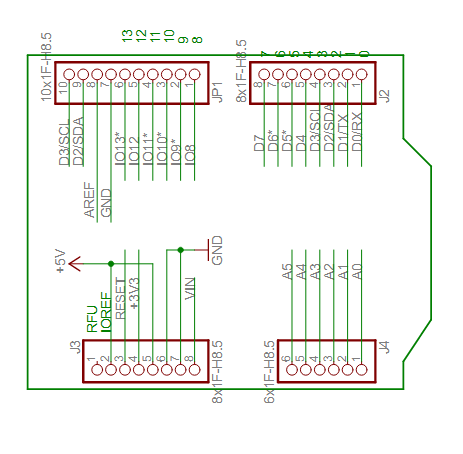 13
12
11
10
9
8
7
6
5
4
3
2
1
0
10x1F-H8.5
10
9
8
7
6
5
4
3
2
1
JP1
8x1F-H8.5
8
7
6
5
4
3
2
1
J2
D3/SCL
D2/SDA
AREF
GND
IO13*
IO12
IO11*
IO10*
IO9*
IO8
D7
D6*
D5*
D4
D3/SCL
D2/SDA
D1/TX
D0/RX
+5V
RFU
IOREF
RESET
+3V3
GND
VIN
A5
A4
A3
A2
A1
A0
J3
1
2
3
4
5
6
7
8
8x1F-H8.5
6x1F-H8.5
6
5
4
3
2
1
J4